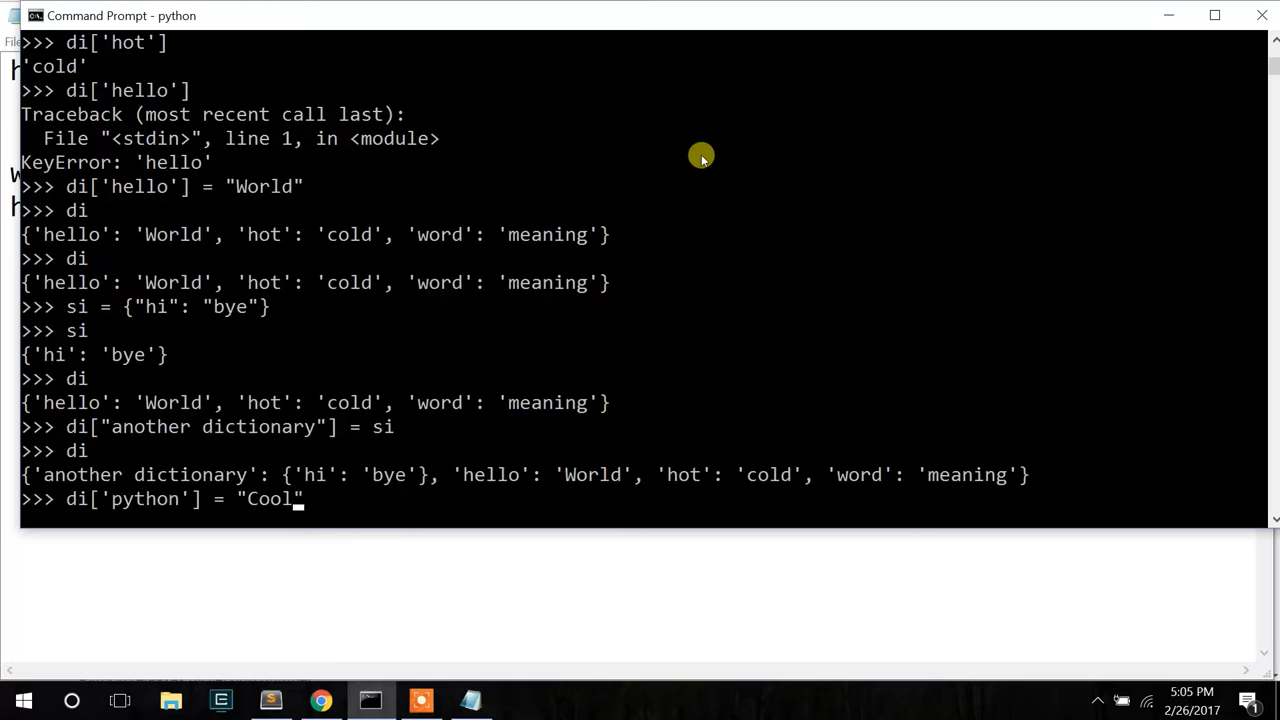 Command Prompt - python
File
>>> di['hot']
'cold'
>>> di['hello']
Traceback (most recent call last):
  File "<stdin>", line 1, in <module>
KeyError: 'hello'
>>> di['hello'] = "World"
>>> di
{'hello': 'World', 'hot': 'cold', 'word': 'meaning'}
>>> di
{'hello': 'World', 'hot': 'cold', 'word': 'meaning'}
>>> si = {"hi": "bye"}
>>> si
{'hi': 'bye'}
>>> di
{'hello': 'World', 'hot': 'cold', 'word': 'meaning'}
>>> di["another dictionary"] = si
>>> di
{'another dictionary': {'hi': 'bye'}, 'hello': 'World', 'hot': 'cold', 'word': 'meaning'}
>>> di['python'] = "Cool"
5:05 PM
2/26/2017
1